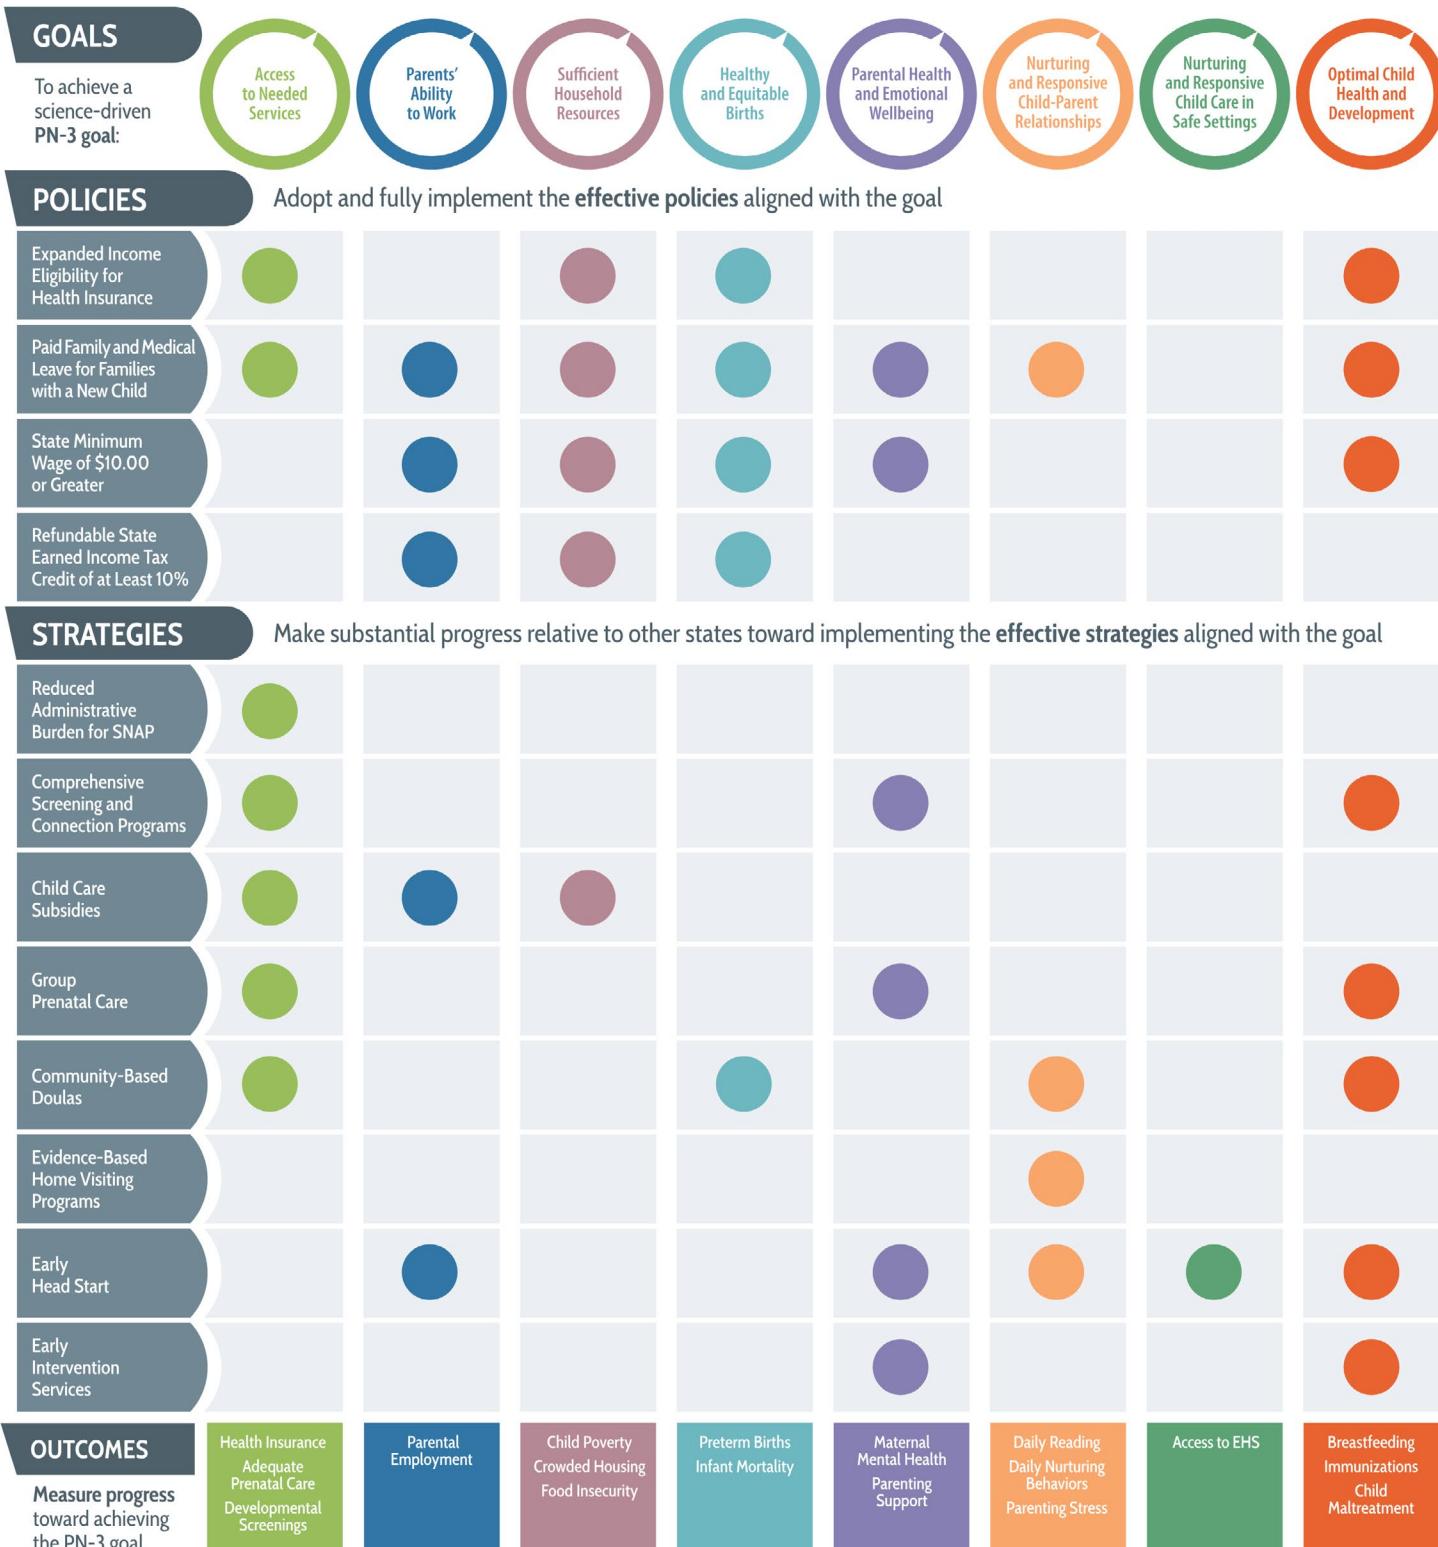 GOALS
To achieve a
science-driven
PN-3 goal:
Access
to Needed
Services
Parents'
Ability
to Work
Sufficient
Household
Resources
Healthy
and Equitable
Births
Parental Health
and Emotional
Wellbeing
Nurturing
and Responsive
Child-Parent
Relationships
Nurturing
and Responsive
Child Care in
Safe Settings
Optimal Child
Health and
Development
POLICIES
Adopt and fully implement the effective policies aligned with the goal
Expanded Income
Eligibility for
Health Insurance
Paid Family and Medical
Leave for Families
with a New Child
State Minimum
Wage of $10.00
or Greater
Refundable State
Earned Income Tax
Credit of at Least 10%
STRATEGIES
Make substantial progress relative to other states toward implementing the effective strategies aligned with the goal
Reduced
Administrative
Burden for SNAP
Comprehensive
Screening and
Connection Programs
Child Care
Subsidies
Group
Prenatal Care
Community-Based
Doulas
Evidence-Based
Home Visiting
Programs
Early
Head Start
Early
Intervention
Services
OUTCOMES
Measure progress
toward achieving
the PN-3 goal
Health Insurance
Adequate
Prenatal Care
Developmental
Screenings
Parental
Employment
Child Poverty
Crowded Housing
Food Insecurity
Preterm Births
Infant Mortality
Maternal
Mental Health
Parenting
Support
Daily Reading
Daily Nurturing
Behaviors
Parenting Stress
Access to EHS
Breastfeeding
Immunizations
Child
Maltreatment